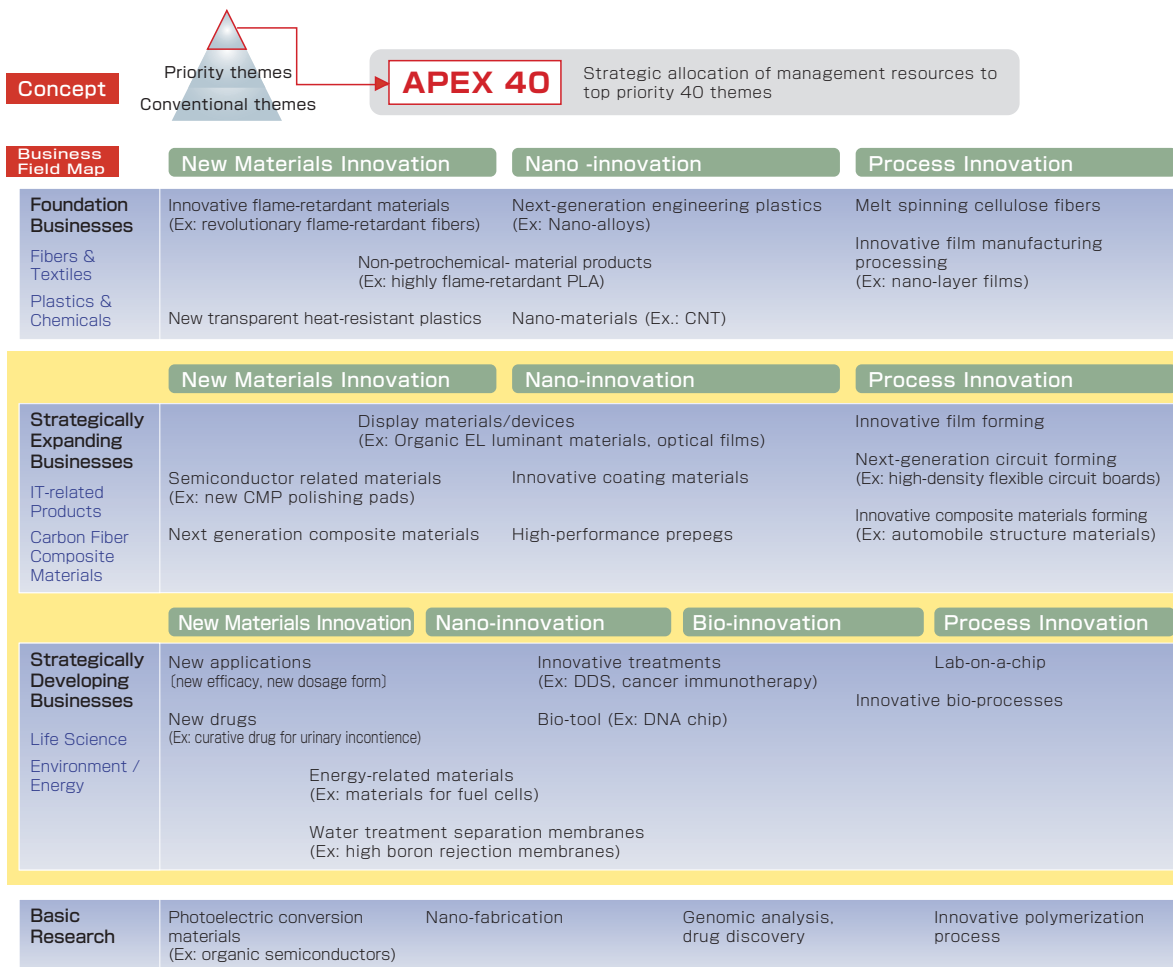 Concept
Priority themes
Conventional themes
APEX 40
Strategic allocation of management resources to
top priority 40 themes
Business
Field Map
New Materials Innovation
Nano -innovation
Process Innovation
Foundation
Businesses
Fibers &
Textiles
Plastics &
Chemicals
Innovative flame-retardant materials
(Ex: revolutionary flame-retardant fibers)
Next-generation engineering plastics
(Ex: Nano-alloys)
Non-petrochemical- material products
(Ex: highly flame-retardant PLA)
New transparent heat-resistant plastics
Nano-materials (Ex.: CNT)
Melt spinning cellulose fibers
Innovative film manufacturing
processing
(Ex: nano-layer films)
New Materials Innovation
Nano-innovation
Process Innovation
Strategically
Expanding
Businesses
IT-related
Products
Carbon Fiber
Composite
Materials
Display materials/devices
(Ex: Organic EL luminant materials, optical films)
Semiconductor related materials
(Ex: new CMP polishing pads)
Innovative coating materials
Next generation composite materials
High-performance prepegs
Innovative film forming
Next-generation circuit forming
(Ex: high-density flexible circuit boards)
Innovative composite materials forming
(Ex: automobile structure materials)
New Materials Innovation
Nano-innovation
Bio-innovation
Process Innovation
Strategically
Developing
Businesses
Life Science
Environment /
Energy
New applications
(new efficacy, new dosage form)
New drugs
(Ex: curative drug for urinary incontience)
Innovative treatments
(Ex: DDS, cancer immunotherapy)
Bio-tool (Ex: DNA chip)
Energy-related materials
(Ex: materials for fuel cells)
Water treatment separation membranes
(Ex: high boron rejection membranes)
Lab-on-a-chip
Innovative bio-processes
Basic
Research
Photoelectric conversion
materials
(Ex: organic semiconductors)
Nano-fabrication
Genomic analysis,
drug discovery
Innovative polymerization
process